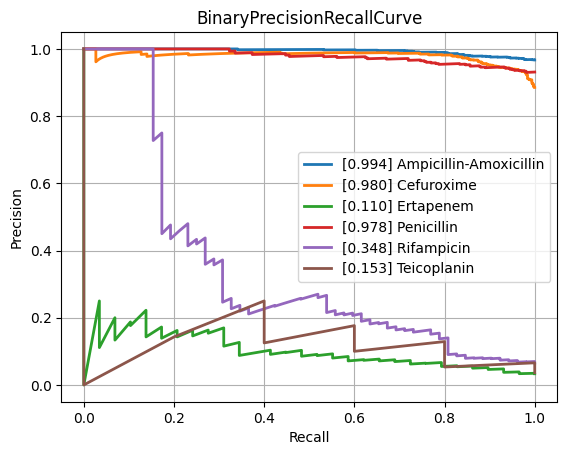 BinaryPrecisionRecallCurve
1.0
0.8
0.6
0.4
0.2
0.0
Precision
[0.994] Ampicillin-Amoxicillin
[0.980] Cefuroxime
[0.110] Ertapenem
[0.978] Penicillin
[0.348] Rifampicin
[0.153] Teicoplanin
0.0 0.2 0.4 0.6 0.8 1.0
Recall